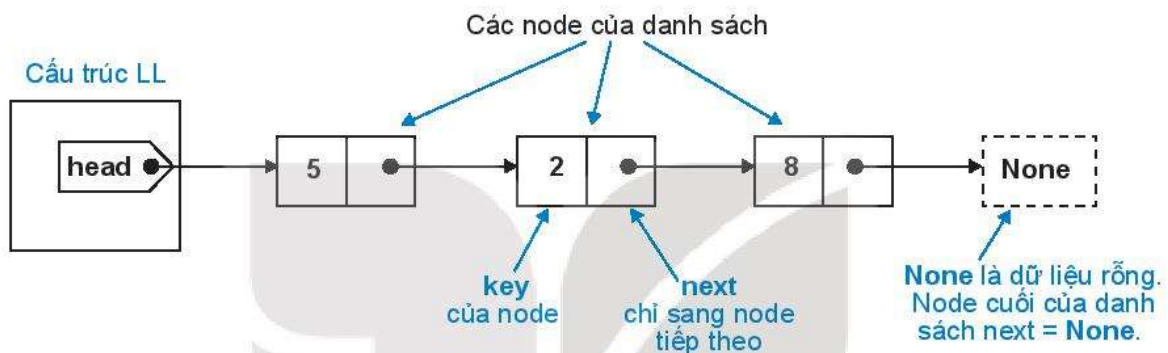 Các node của danh sách
Cấu trúc LL
head
5
2
8
None
key
của node
next
chỉ sang node
tiếp theo
None là dữ liệu rỗng.
Node cuối của danh
sách next = None.